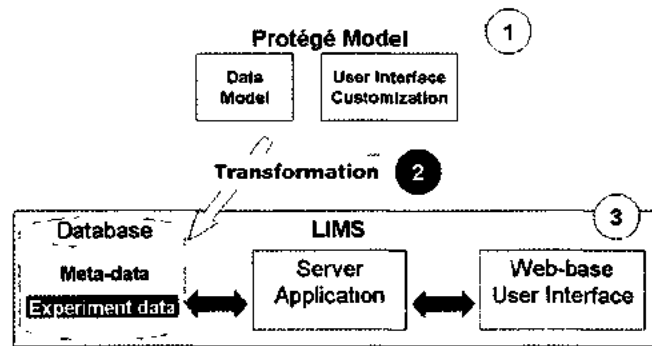 1
Protégé Model
Data
Model
User Interface
Customization
Transformation
2
3
Database
LIMS
Meta-data
Experiment data
Server
Application
Web-base
User Interface